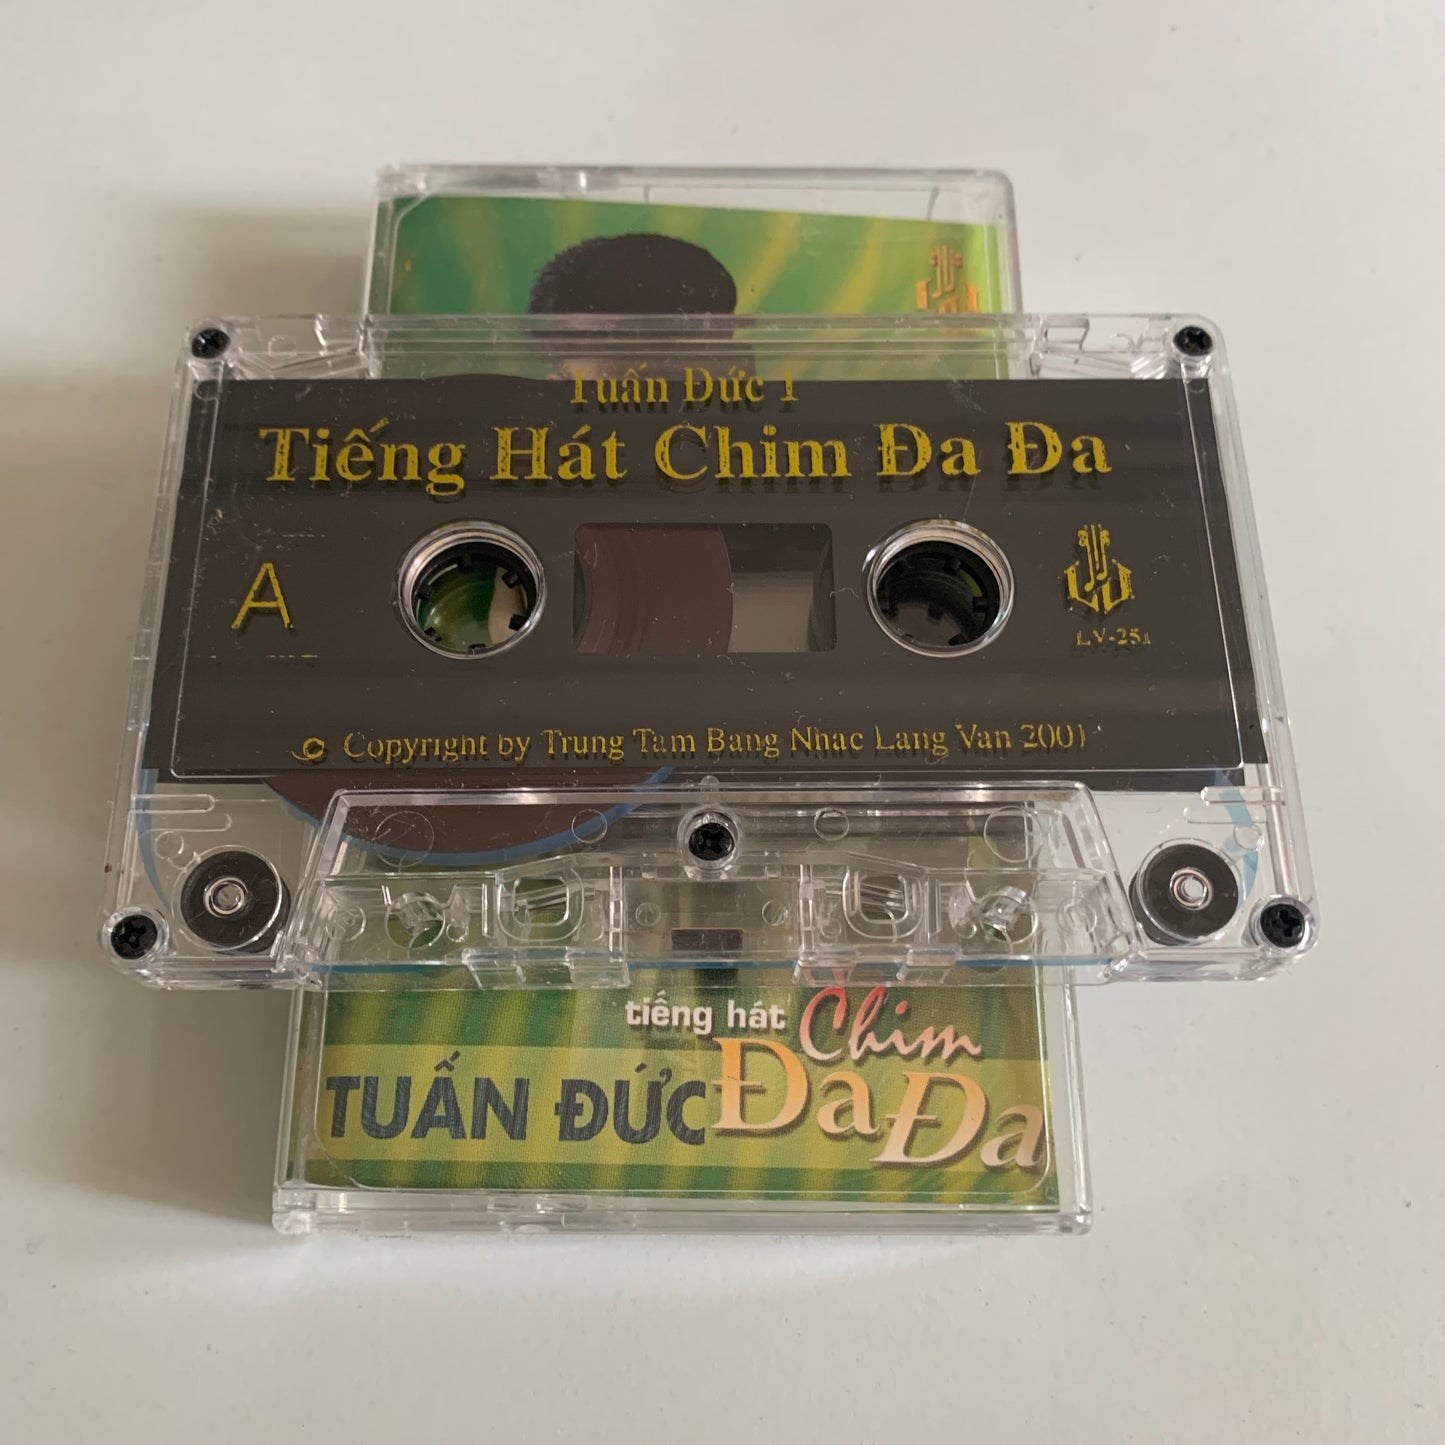 Tuấn Đức 1
Tiếng Hát Chim Đa Đa
A
LV-251
© Copyright by Trung Tam Bang Nhac Lang Van 2001
tiếng hát Chim
TUẤN ĐỨC Đa Đa